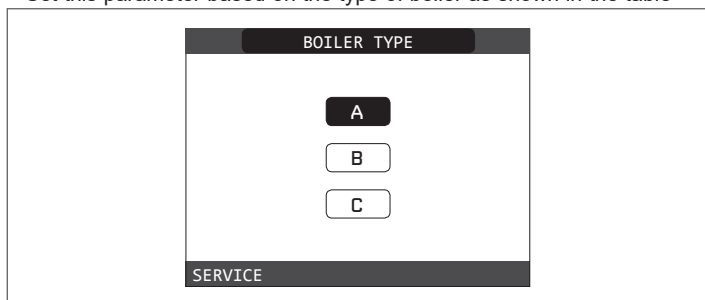 Set this parameter based on the type of boiler as shown in the table
BOILER TYPE
A
B
C
SERVICE